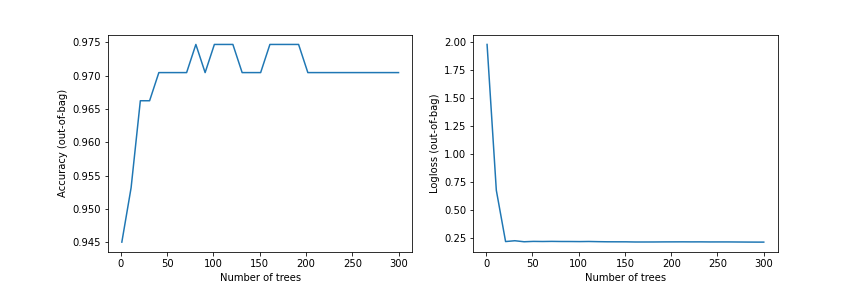 0.975
0.970
0.965
0.960
0.955
0.950
0.945
Accuracy (out-of-bag)
0 50 100 150 200 250 300
Number of trees
2.00
1.75
1.50
1.25
1.00
0.75
0.50
0.25
Logloss (out-of-bag)
0 50 100 150 200 250 300
Number of trees